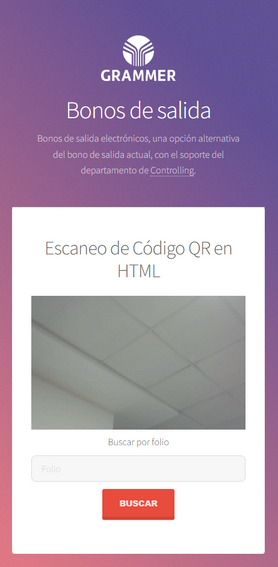 GRAMMER
Bonos de salida
Bonos de salida electrónicos, una opción alternativa
del bono de salida actual, con el soporte del
departamento de Controlling.
Escaneo de Código QR en
HTML
Buscar por folio
Folio
BUSCAR